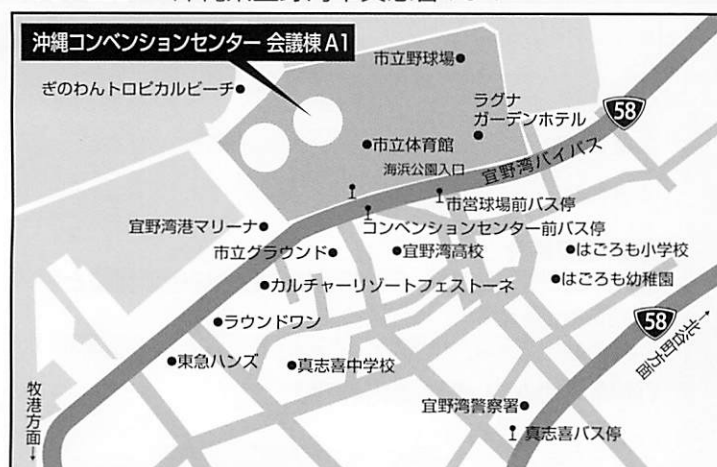 沖縄コンベンションセンター 会議棟A1
市立野球場
ぎのわんトロピカルビーチ
ラグナ
ガーデンホテル
58
市立体育館
海浜公園入口
宜野湾バイパス
市営球場前バス停
宜野湾港マリーナ
コンベンションセンター前バス停
市立グラウンド
宜野湾高校
はごろも小学校
カルチャーリゾートフェストーネ
はごろも幼稚園
ラウンドワン
58
北谷町方面→
東急ハンズ
真志喜中学校
牧港方面→
宜野湾警察署
真志喜バス停